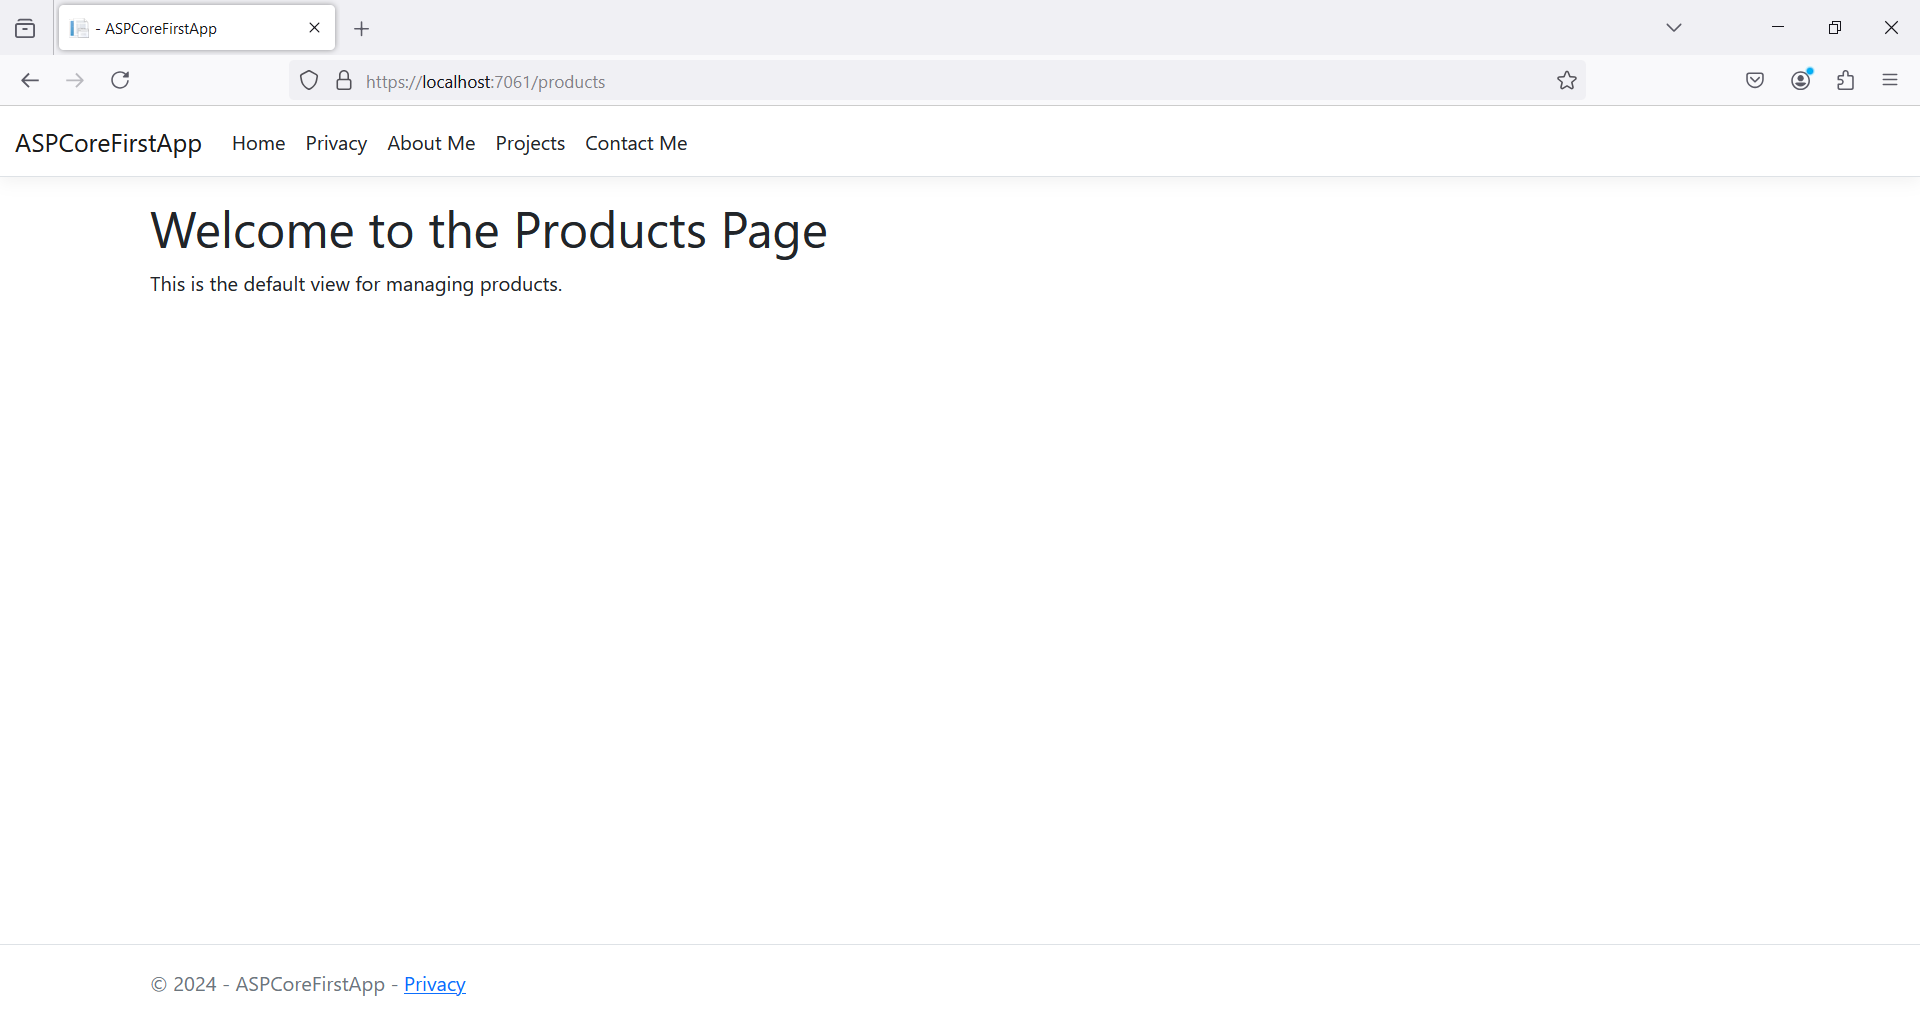 - ASPCoreFirstApp
https://localhost:7061/products
ASPCoreFirstApp Home Privacy About Me Projects Contact Me
Welcome to the Products Page
This is the default view for managing products.
© 2024 - ASPCoreFirstApp - Privacy